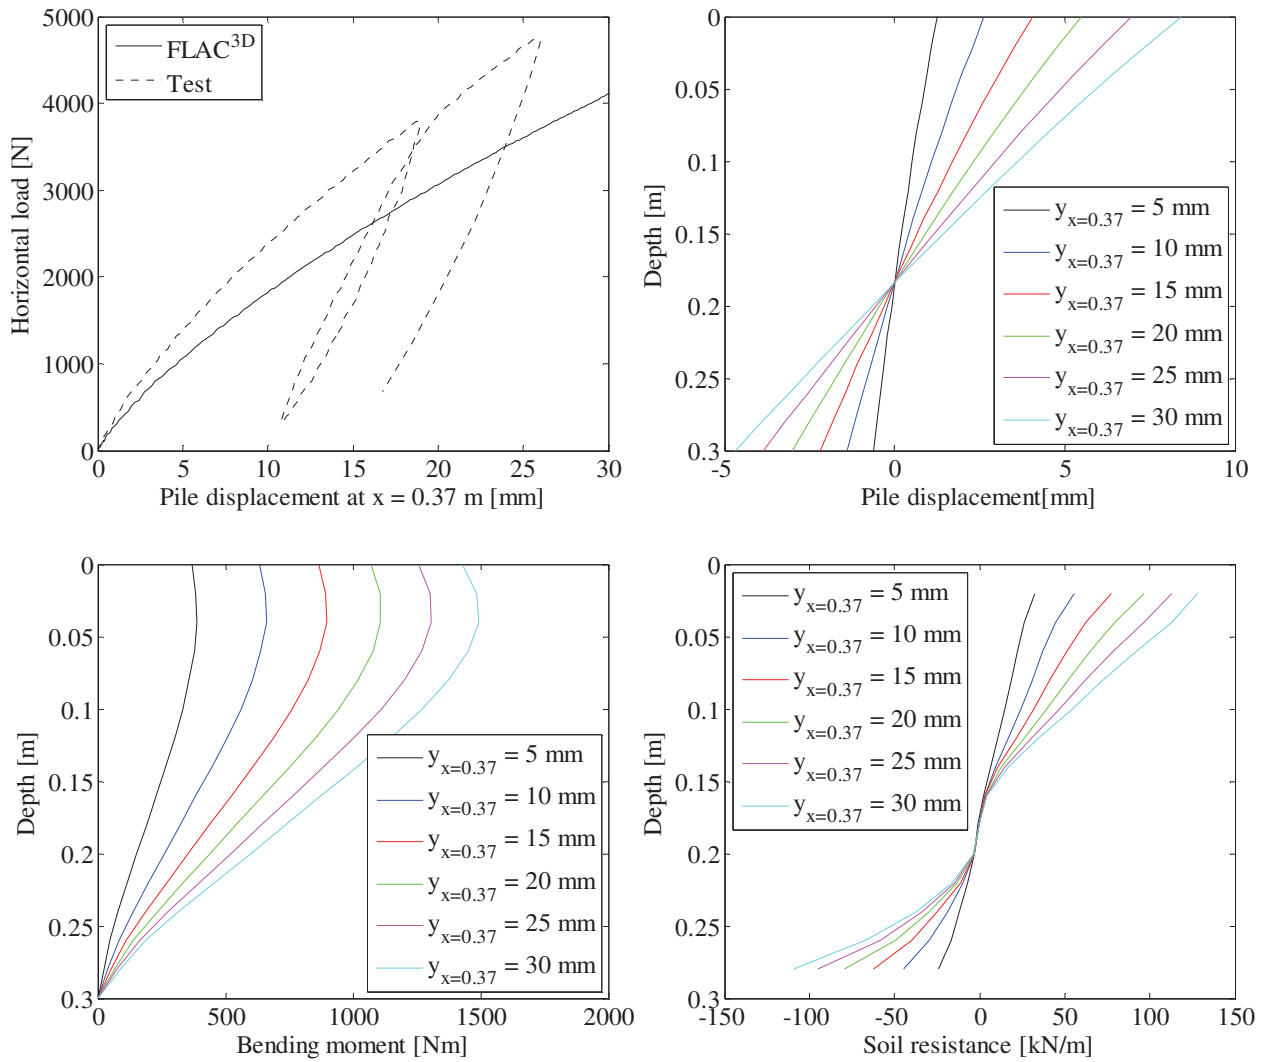 5000
4000
3000
2000
1000
0
Horizontal load [N]
FLAC3D
Test
0 5 10 15 20 25 30
Pile displacement at x = 0.37 m [mm]
0
0.05
0.1
0.15
0.2
0.25
0.3
Depth [m]
yx=0.37 = 5 mm
yx=0.37 = 10 mm
yx=0.37 = 15 mm
yx=0.37 = 20 mm
yx=0.37 = 25 mm
yx=0.37 = 30 mm
-5 0 5 10
Pile displacement[mm]
0
0.05
0.1
0.15
0.2
0.25
0.3
Depth [m]
yx=0.37 = 5 mm
yx=0.37 = 10 mm
yx=0.37 = 15 mm
yx=0.37 = 20 mm
yx=0.37 = 25 mm
yx=0.37 = 30 mm
0 500 1000 1500 2000
Bending moment [Nm]
0
0.05
0.1
0.15
0.2
0.25
0.3
Depth [m]
yx=0.37 = 5 mm
yx=0.37 = 10 mm
yx=0.37 = 15 mm
yx=0.37 = 20 mm
yx=0.37 = 25 mm
yx=0.37 = 30 mm
-150 -100 -50 0 50 100 150
Soil resistance [kN/m]